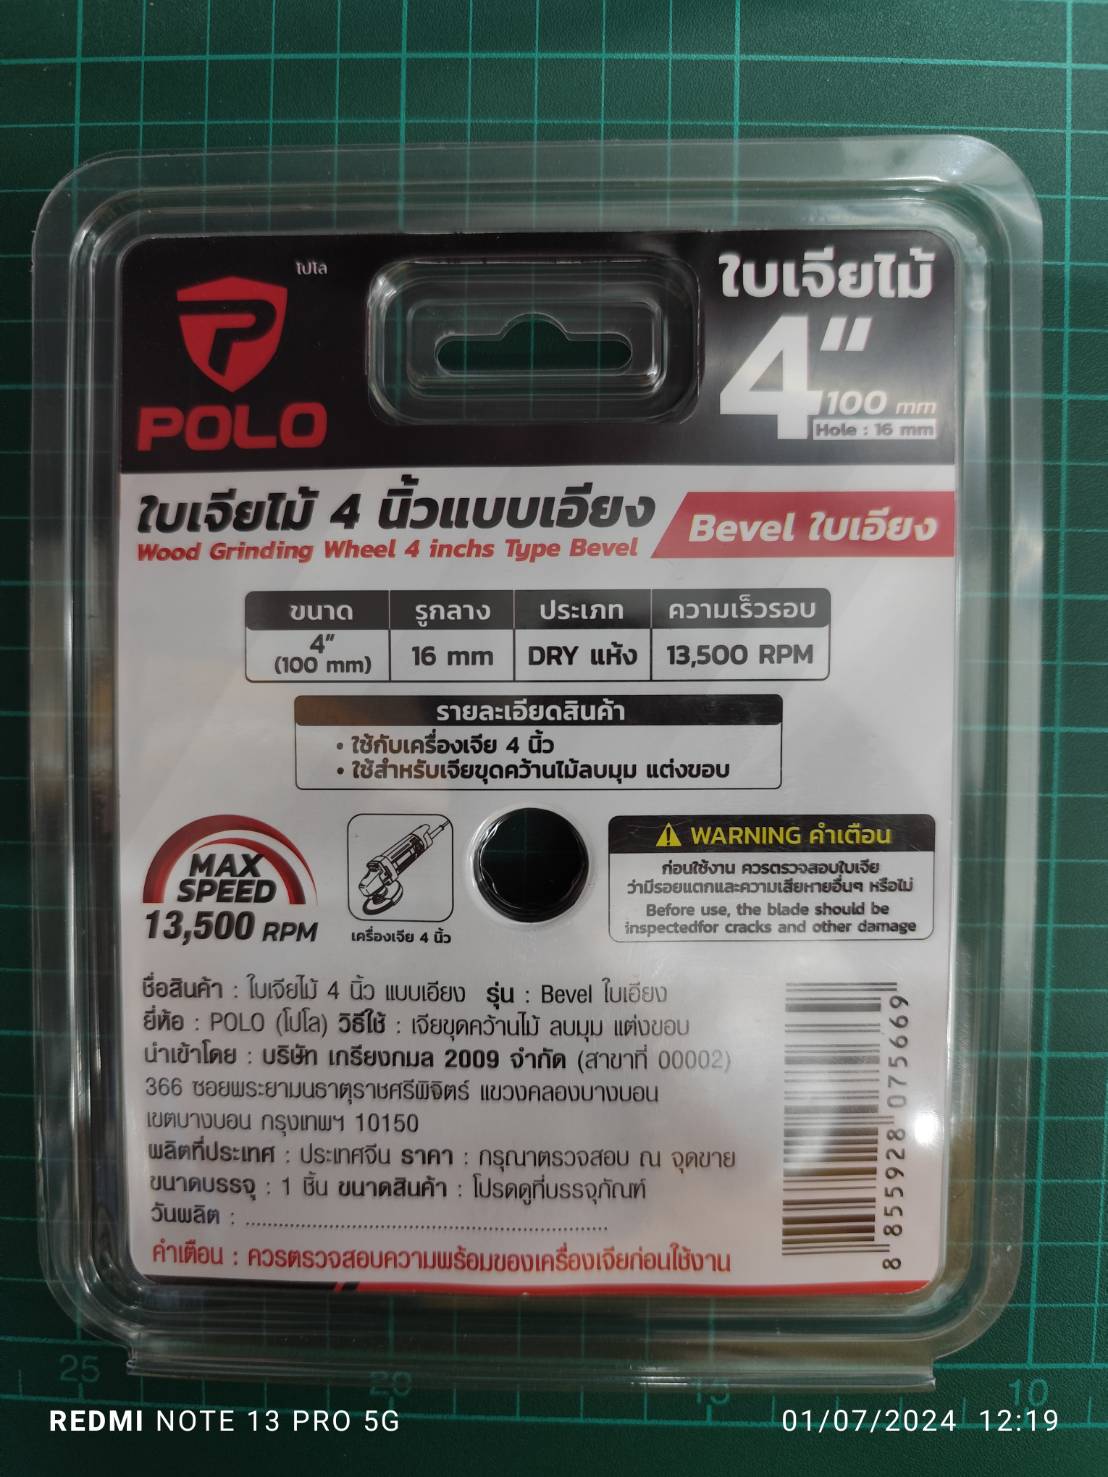 โปโล
POLO
ใบเจียไม้
4"
100 mm
Hole : 16 mm
ใบเจียไม้ 4 นิ้วแบบเอียง
Wood Grinding Wheel 4 inchs Type Bevel
Bevel ใบเอียง
ขนาด รูกลาง ประเภท ความเร็วรอบ
4" (100 mm) 16 mm DRY แห้ง 13,500 RPM
รายละเอียดสินค้า
• ใช้กับเครื่องเจีย 4 นิ้ว
• ใช้สำหรับเจียขุดคว้านไม้ลบมุม แต่งขอบ
MAX
SPEED
13,500 RPM
เครื่องเจีย 4 นิ้ว
WARNING คำเตือน
ก่อนใช้งาน ควรตรวจสอบใบเจีย
ว่ามีรอยแตกและความเสียหายอื่นๆ หรือไม่
Before use, the blade should be
inspectedfor cracks and other damage
ชื่อสินค้า : ใบเจียไม้ 4 นิ้ว แบบเอียง รุ่น : Bevel ใบเอียง
ยี่ห้อ : POLO (โปโล) วิธีใช้ : เจียขุดคว้านไม้ ลบมุม แต่งขอบ
นำเข้าโดย : บริษัท เกรียงกมล 2009 จำกัด (สาขาที่ 00002)
366 ซอยพระยามนธาตุราชศรีพิจิตร์ แขวงคลองบางบอน
เขตบางบอน กรุงเทพฯ 10150
ผลิตที่ประเทศ : ประเทศจีน ราคา : กรุณาตรวจสอบ ณ จุดขาย
ขนาดบรรจุ : 1 ชิ้น ขนาดสินค้า : โปรดดูที่บรรจุภัณฑ์
วันผลิต : ........................................................
คำเตือน : ควรตรวจสอบความพร้อมของเครื่องเจียก่อนใช้งาน
8 855928 075669
25 20 15 10
REDMI NOTE 13 PRO 5G
01/07/2024 12:19